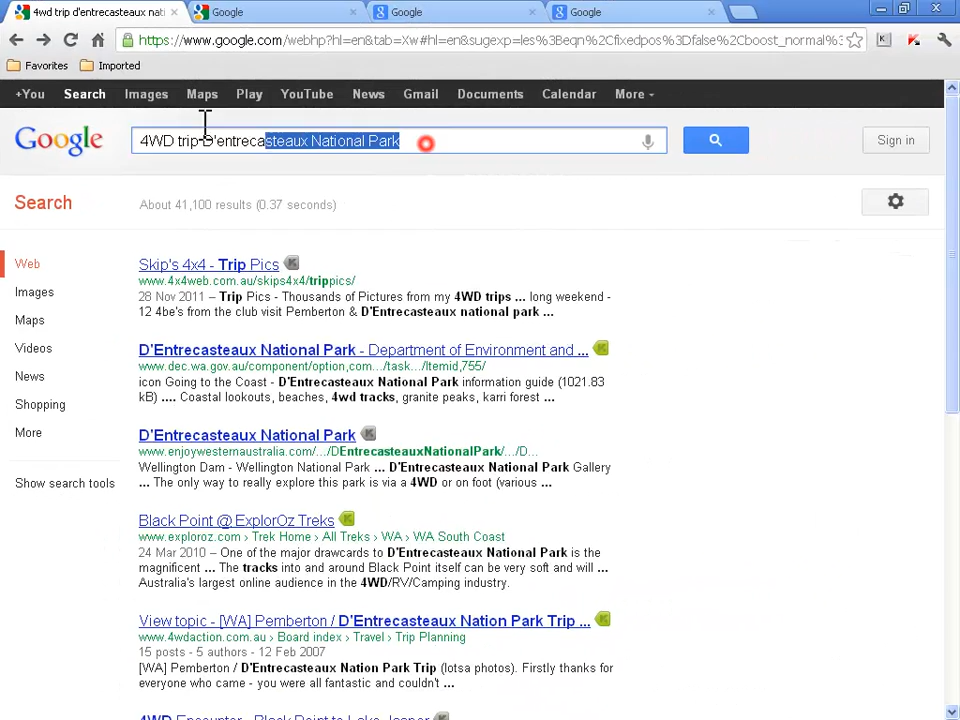 4wd trip d'entrecasteaux nati
Google
Google
Google
https://www.google.com/webhp?hl=en&tab=Xw#hl=en&sugexp=les%3Beqn%2Cfixedpos%3Dfalse%2Cboost_normal%3
Favorites
Imported
+You Search Images Maps Play YouTube News Gmail Documents Calendar More
Google
4WD trip D'entrecasteaux National Park
Sign in
Search
About 41,100 results (0.37 seconds)
Web
Images
Maps
Videos
News
Shopping
More
Show search tools
Skip's 4x4 - Trip Pics
www.4x4web.com.au/skips4x4/trippics/
28 Nov 2011 – Trip Pics - Thousands of Pictures from my 4WD trips ... long weekend -
12 4be's from the club visit Pemberton & D'Entrecasteaux national park ...
D'Entrecasteaux National Park - Department of Environment and ...
www.dec.wa.gov.au/component/option,com.../task.../Itemid,755/
icon Going to the Coast - D'Entrecasteaux National Park information guide (1021.83
kB) .... Coastal lookouts, beaches, 4wd tracks, granite peaks, karri forest ...
D'Entrecasteaux National Park
www.enjoywesternaustralia.com/.../DEntrecasteauxNationalPark/.../D...
Wellington Dam - Wellington National Park ... D'Entrecasteaux National Park Gallery
... The only way to really explore this park is via a 4WD or on foot (various ...
Black Point @ ExplorOz Treks
www.exploroz.com › Trek Home › All Treks › WA › WA South Coast
24 Mar 2010 – One of the major drawcards to D'Entrecasteaux National Park is the
magnificent ... The tracks into and around Black Point itself can be very soft and will ...
Australia's largest online audience in the 4WD/RV/Camping industry.
View topic - [WA] Pemberton / D'Entrecasteaux Nation Park Trip ...
www.4wdaction.com.au › Board index › Travel › Trip Planning
15 posts - 5 authors - 12 Feb 2007
[WA] Pemberton / D'Entrecasteaux Nation Park Trip (lotsa photos). Firstly thanks for
everyone who came - you were all fantastic and couldn't ...
4WD Encounter - Black Point to Lake Jasper